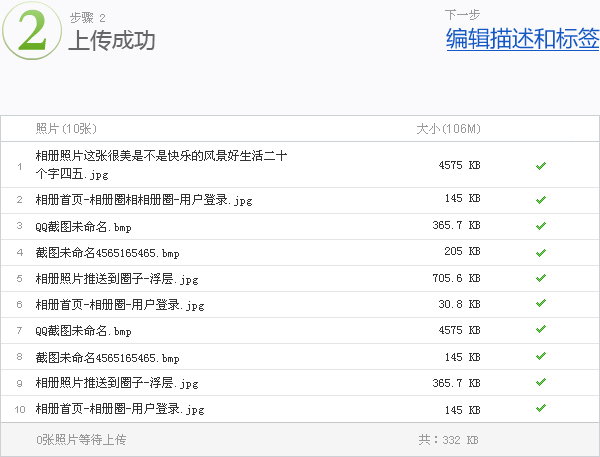 2
步骤 2
上传成功
下一步
编辑描述和标签
照片(10张) 大小(106M)
1 相册照片这张很美是不是快乐的风景好生活二十
个字四五.jpg 4575 KB
2 相册首页-相册圈相相册圈-用户登录.jpg 145 KB
3 QQ截图未命名.bmp 365.7 KB
4 截图未命名4565165465.bmp 205 KB
5 相册照片推送到圈子-浮层.jpg 705.6 KB
6 相册首页-相册圈-用户登录.jpg 30.8 KB
7 QQ截图未命名.bmp 4575 KB
8 截图未命名4565165465.bmp 145 KB
9 相册照片推送到圈子-浮层.jpg 365.7 KB
10 相册首页-相册圈-用户登录.jpg 145 KB
0张照片等待上传 共：332 KB